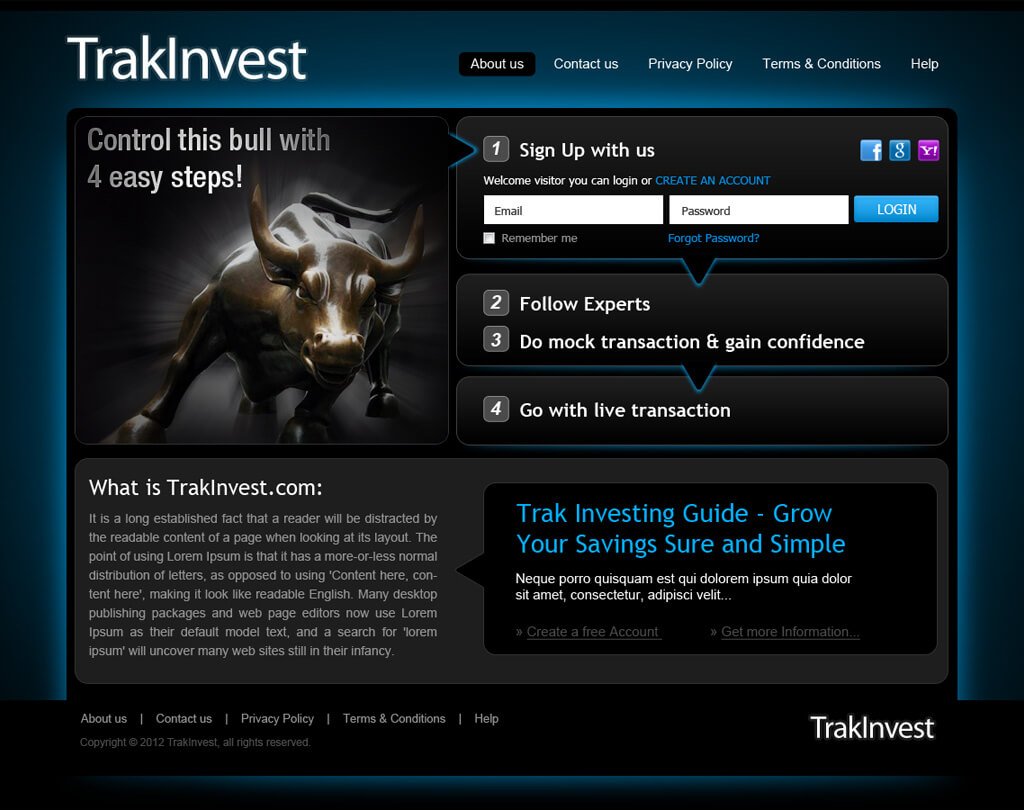 TrakInvest
About us
Contact us
Privacy Policy
Terms & Conditions
Help
Control this bull with
4 easy steps!
1 Sign Up with us
f g Y!
Welcome visitor you can login or CREATE AN ACCOUNT
Email
Password
LOGIN
Remember me
Forgot Password?
2 Follow Experts
3 Do mock transaction & gain confidence
4 Go with live transaction
What is TrakInvest.com:
It is a long established fact that a reader will be distracted by
the readable content of a page when looking at its layout. The
point of using Lorem Ipsum is that it has a more-or-less normal
distribution of letters, as opposed to using 'Content here, con-
tent here', making it look like readable English. Many desktop
publishing packages and web page editors now use Lorem
Ipsum as their default model text, and a search for 'lorem
ipsum' will uncover many web sites still in their infancy.
Trak Investing Guide - Grow
Your Savings Sure and Simple
Neque porro quisquam est qui dolorem ipsum quia dolor
sit amet, consectetur, adipisci velit...
» Create a free Account
» Get more Information...
About us | Contact us | Privacy Policy | Terms & Conditions | Help
Copyright © 2012 TrakInvest, all rights reserved.
TrakInvest